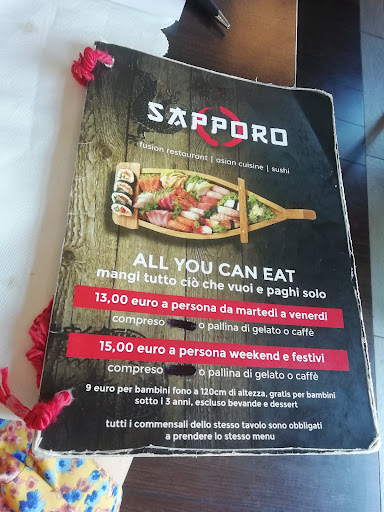 SAPPORO
fusion restaurant | asian cuisine | sushi
ALL YOU CAN EAT
mangi tutto ciò che vuoi e paghi solo
13,00 euro a persona da martedi a venerdi
compreso o pallina di gelato o caffè
15,00 euro a persona weekend e festivi
compreso o pallina di gelato o caffè
9 euro per bambini fono a 120cm di altezza, gratis per bambini
sotto i 3 anni, escluso bevande e dessert
tutti i commensali dello stesso tavolo sono obbligati
a prendere lo stesso menu